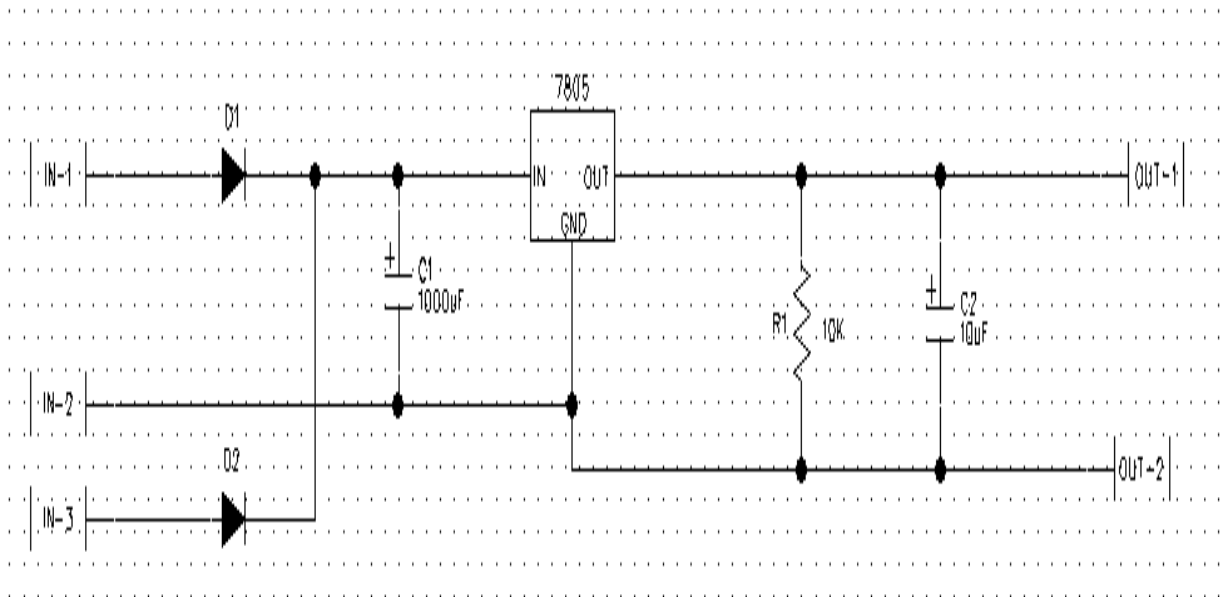 7805
D1
IN-1
IN
OUT
OUT-1
GND
+
C1
1000uF
+
C2
10uF
R1
10K
IN-2
D2
OUT-2
IN-3